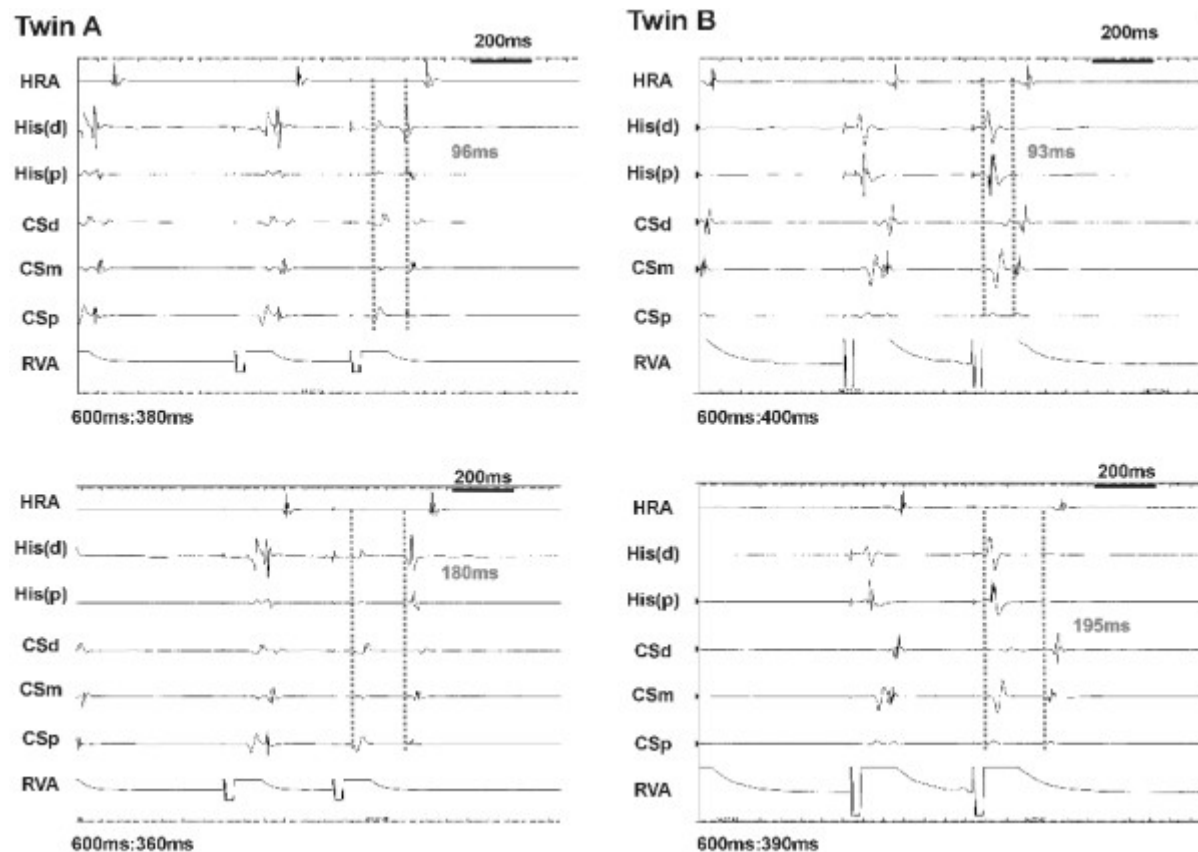 Twin A
200ms
HRA
His(d)
96ms
His(p)
CSd
CSm
CSp
RVA
600ms:380ms
Twin B
200ms
HRA
His(d)
93ms
His(p)
CSd
CSm
CSp
RVA
600ms:400ms
200ms
HRA
His(d)
180ms
His(p)
CSd
CSm
CSp
RVA
600ms:360ms
200ms
HRA
His(d)
His(p)
195ms
CSd
CSm
CSp
RVA
600ms:390ms